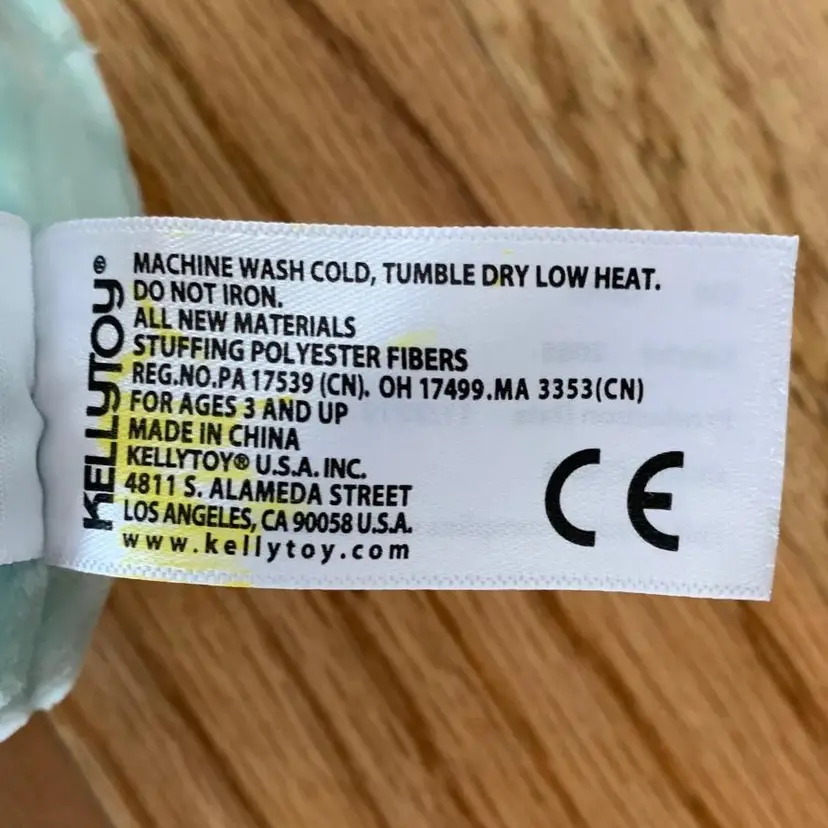 KELLYTOY®
MACHINE WASH COLD, TUMBLE DRY LOW HEAT.
DO NOT IRON.
ALL NEW MATERIALS
STUFFING POLYESTER FIBERS
REG.NO.PA 17539 (CN). OH 17499.MA 3353(CN)
FOR AGES 3 AND UP
MADE IN CHINA
KELLYTOY® U.S.A. INC.
4811 S. ALAMEDA STREET
LOS ANGELES, CA 90058 U.S.A.
www.kellytoy.com
CE